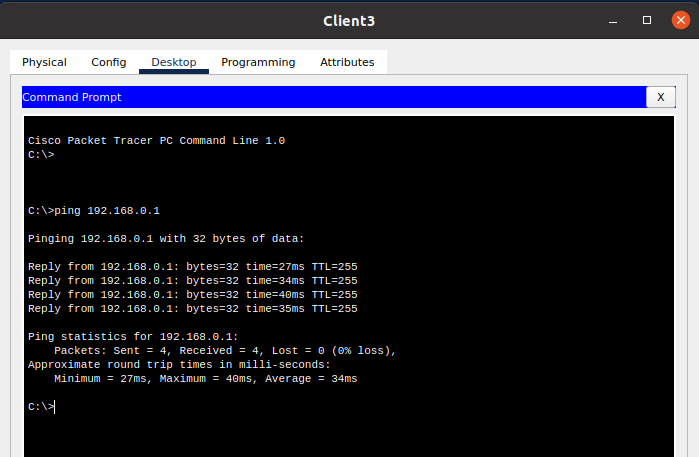 Client3
Physical Config Desktop Programming Attributes
Command Prompt X
Cisco Packet Tracer PC Command Line 1.0
C:\>
C:\>ping 192.168.0.1
Pinging 192.168.0.1 with 32 bytes of data:
Reply from 192.168.0.1: bytes=32 time=27ms TTL=255
Reply from 192.168.0.1: bytes=32 time=34ms TTL=255
Reply from 192.168.0.1: bytes=32 time=40ms TTL=255
Reply from 192.168.0.1: bytes=32 time=35ms TTL=255
Ping statistics for 192.168.0.1:
    Packets: Sent = 4, Received = 4, Lost = 0 (0% loss),
Approximate round trip times in milli-seconds:
    Minimum = 27ms, Maximum = 40ms, Average = 34ms
C:\>